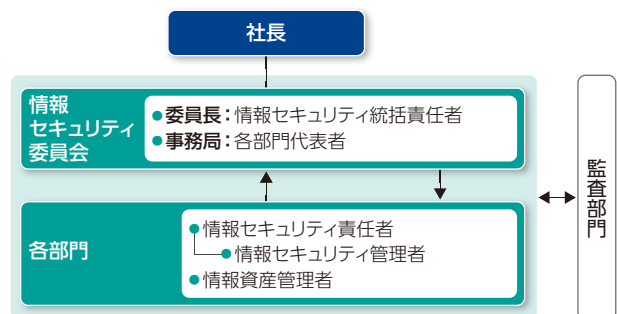 社長
情報
セキュリティ
委員会
●委員長：情報セキュリティ統括責任者
●事務局：各部門代表者
各部門
●情報セキュリティ責任者
●情報セキュリティ管理者
●情報資産管理者
監査部門